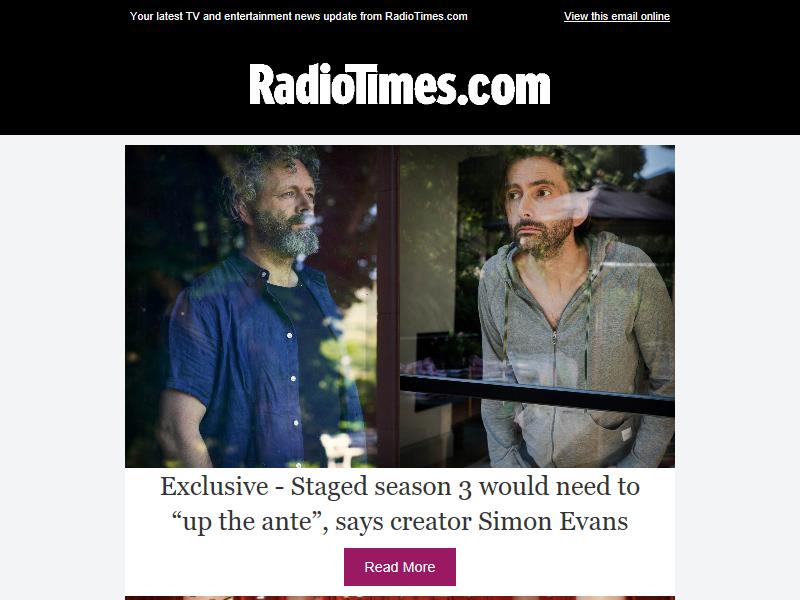 Your latest TV and entertainment news update from RadioTimes.com
View this email online
RadioTimes.com
Exclusive - Staged season 3 would need to
“up the ante”, says creator Simon Evans
Read More